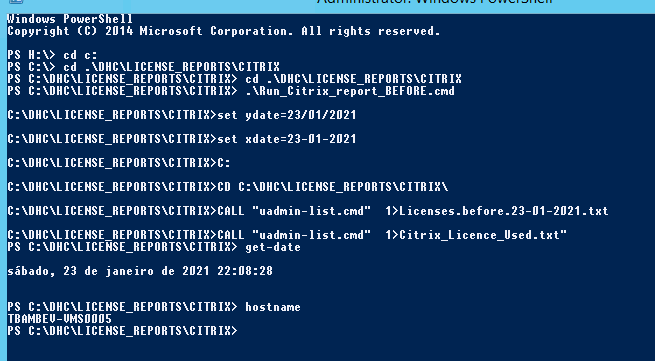 Administrator: Windows PowerShell
Windows PowerShell
Copyright (C) 2014 Microsoft Corporation. All rights reserved.
PS H:\> cd c:
PS C:\> cd .\DHC\LICENSE_REPORTS\CITRIX
PS C:\DHC\LICENSE_REPORTS\CITRIX> cd .\DHC\LICENSE_REPORTS\CITRIX
PS C:\DHC\LICENSE_REPORTS\CITRIX> .\Run_Citrix_report_BEFORE.cmd
C:\DHC\LICENSE_REPORTS\CITRIX>set ydate=23/01/2021
C:\DHC\LICENSE_REPORTS\CITRIX>set xdate=23-01-2021
C:\DHC\LICENSE_REPORTS\CITRIX>C:
C:\DHC\LICENSE_REPORTS\CITRIX>CD C:\DHC\LICENSE_REPORTS\CITRIX\
C:\DHC\LICENSE_REPORTS\CITRIX>CALL "uadmin-list.cmd"  1>Licenses.before.23-01-2021.txt
C:\DHC\LICENSE_REPORTS\CITRIX>CALL "uadmin-list.cmd"  1>Citrix_Licence_Used.txt"
PS C:\DHC\LICENSE_REPORTS\CITRIX> get-date
sábado, 23 de janeiro de 2021 22:08:28
PS C:\DHC\LICENSE_REPORTS\CITRIX> hostname
TBAMBEV-VMS0005
PS C:\DHC\LICENSE_REPORTS\CITRIX>